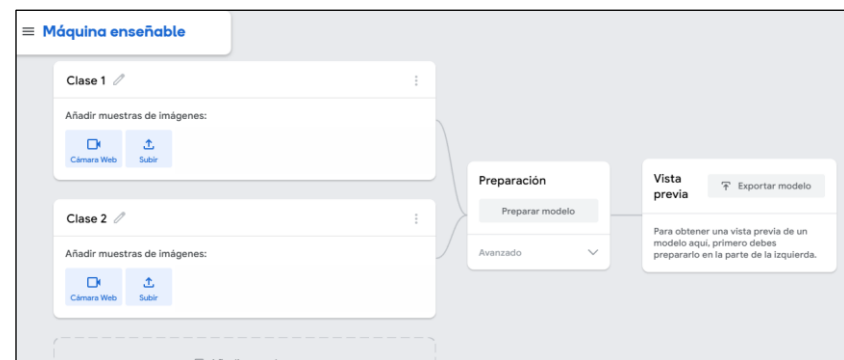 Máquina enseñable
Clase 1
Añadir muestras de imágenes:
Cámara Web
Subir
Clase 2
Añadir muestras de imágenes:
Cámara Web
Subir
Preparación
Preparar modelo
Avanzado
Vista
previa
Exportar modelo
Para obtener una vista previa de un
modelo aquí, primero debes
prepararlo en la parte de la izquierda.